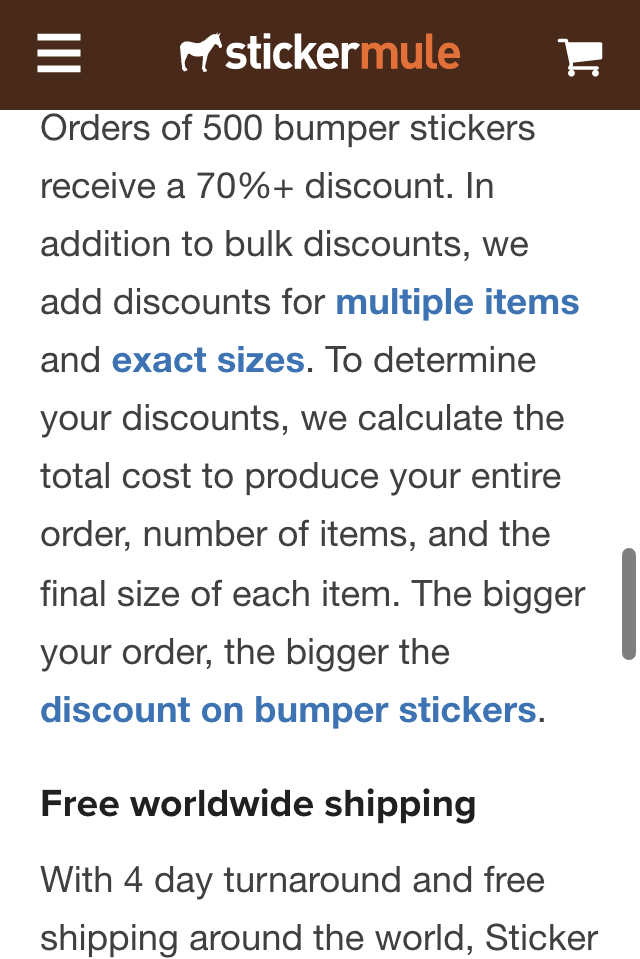 stickermule
Orders of 500 bumper stickers
receive a 70%+ discount. In
addition to bulk discounts, we
add discounts for multiple items
and exact sizes. To determine
your discounts, we calculate the
total cost to produce your entire
order, number of items, and the
final size of each item. The bigger
your order, the bigger the
discount on bumper stickers.
Free worldwide shipping
With 4 day turnaround and free
shipping around the world, Sticker